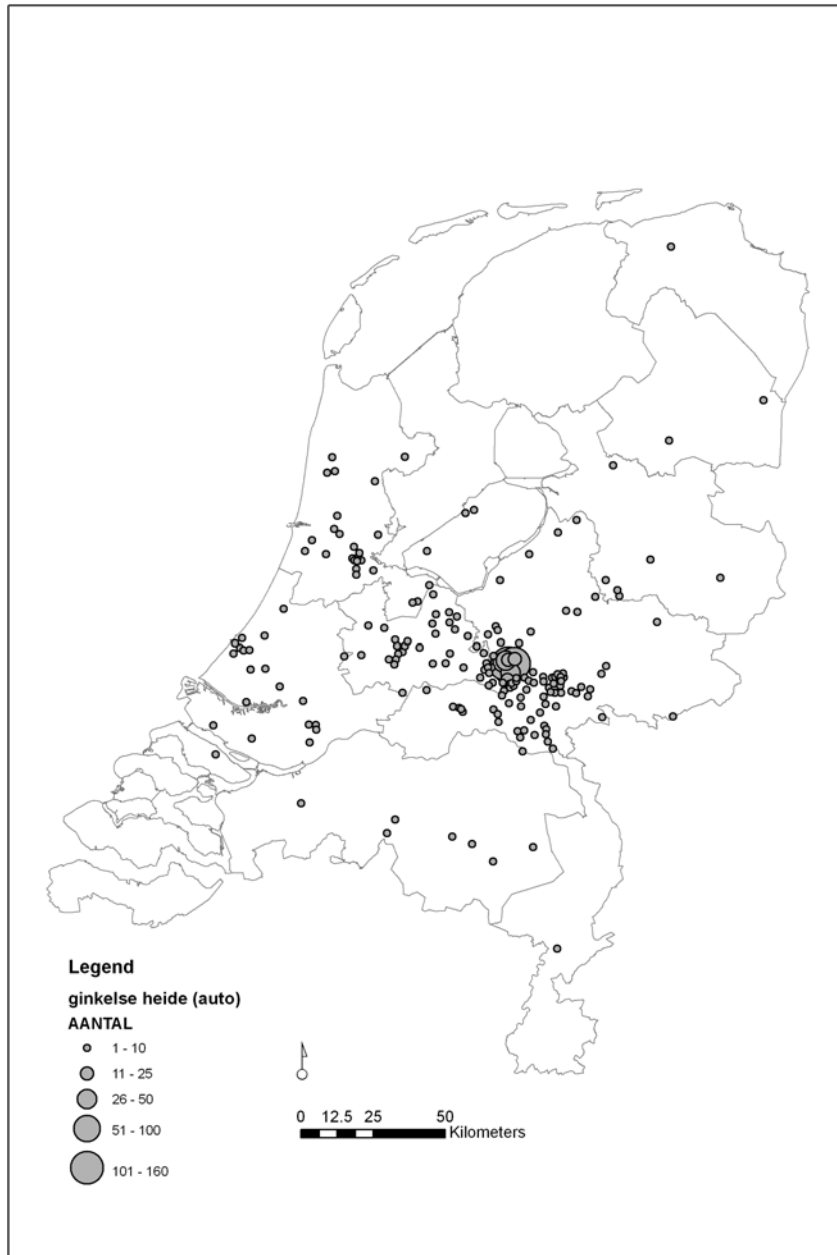 Legend
ginkelse heide (auto)
AANTAL
1 - 10
11 - 25
26 - 50
51 - 100
101 - 160
0 12.5 25 50
Kilometers